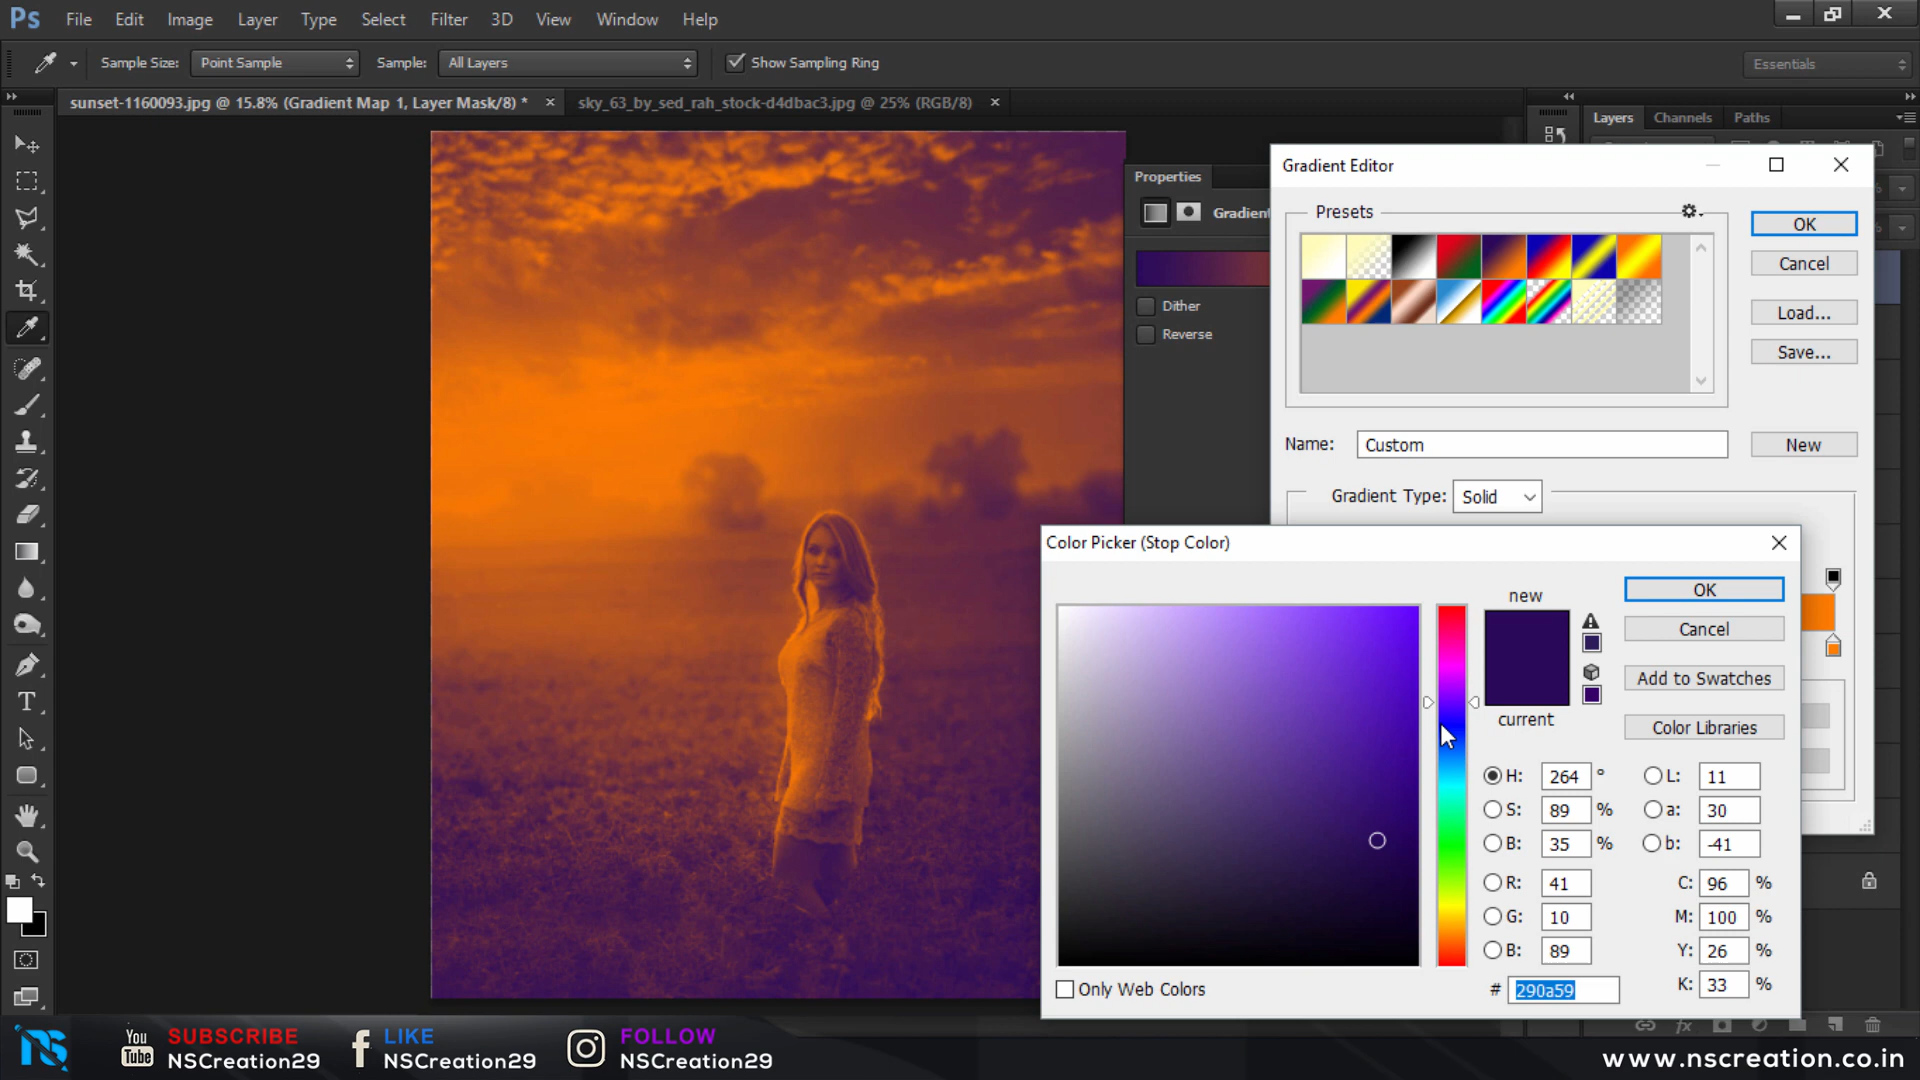 Ps File Edit Image Layer Type Select Filter 3D View Window Help
Sample Size: Point Sample Sample: All Layers Show Sampling Ring Essentials
sunset-1160093.jpg @ 15.8% (Gradient Map 1, Layer Mask/8) * × sky_63_by_sed_rah_stock-d4dbac3.jpg @ 25% (RGB/8) ×
Layers Channels Paths
Properties
Gradient
Dither
Reverse
Gradient Editor
Presets
OK
Cancel
Load...
Save...
Name: Custom
New
Gradient Type: Solid
Color Picker (Stop Color)
new
current
OK
Cancel
Add to Swatches
Color Libraries
H: 264 ° L: 11
S: 89 % a: 30
B: 35 % b: -41
R: 41 C: 96 %
G: 10 M: 100 %
B: 89 Y: 26 %
# 290a59 K: 33 %
Only Web Colors
NS You Tube SUBSCRIBE NSCreation29
f LIKE NSCreation29
FOLLOW NSCreation29
www.nscreation.co.in